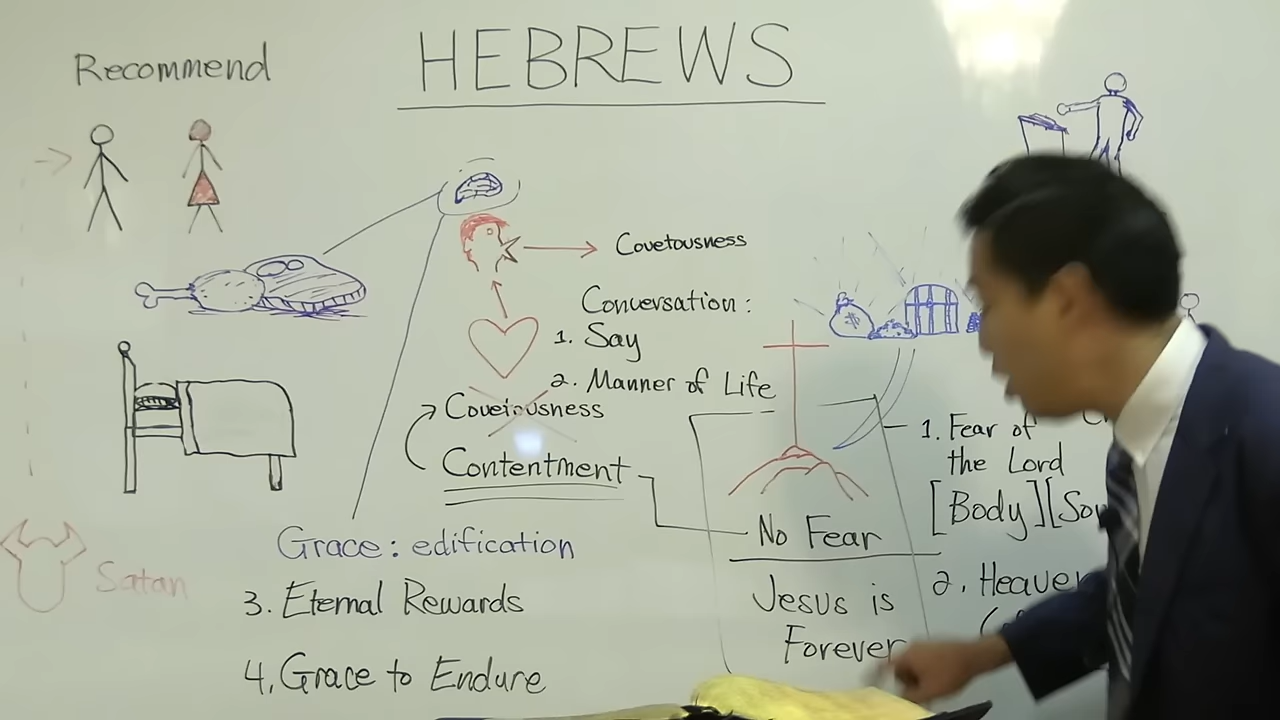 HEBREWS
Recommend
Covetousness
Conversation:
1. Say
2. Manner of Life
Covetousness
Contentment
1. Fear of
the Lord
[Body]
No Fear
Grace: edification
Satan
3. Eternal Rewards
Jesus is
Forever
2.
4. Grace to Endure
$